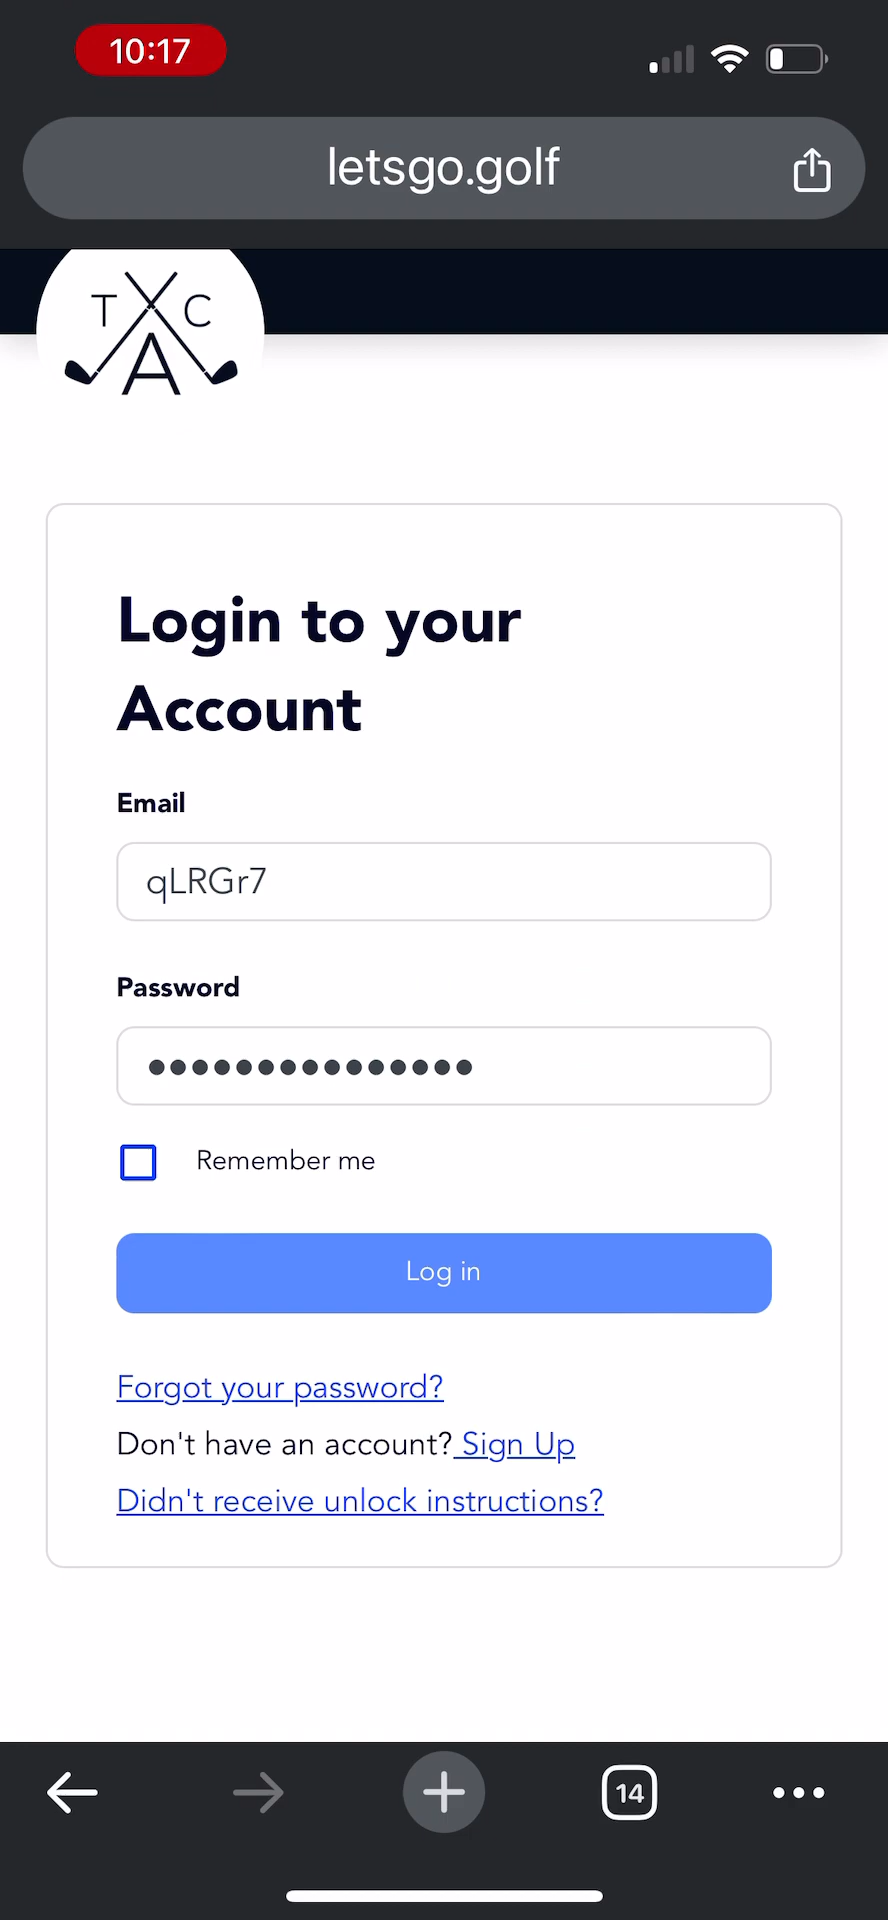 10:17
letsgo.golf
T C
A
Login to your
Account
Email
qLRGr7
Password
●●●●●●●●●●●●●●●
Remember me
Log in
Forgot your password?
Don't have an account? Sign Up
Didn't receive unlock instructions?
14